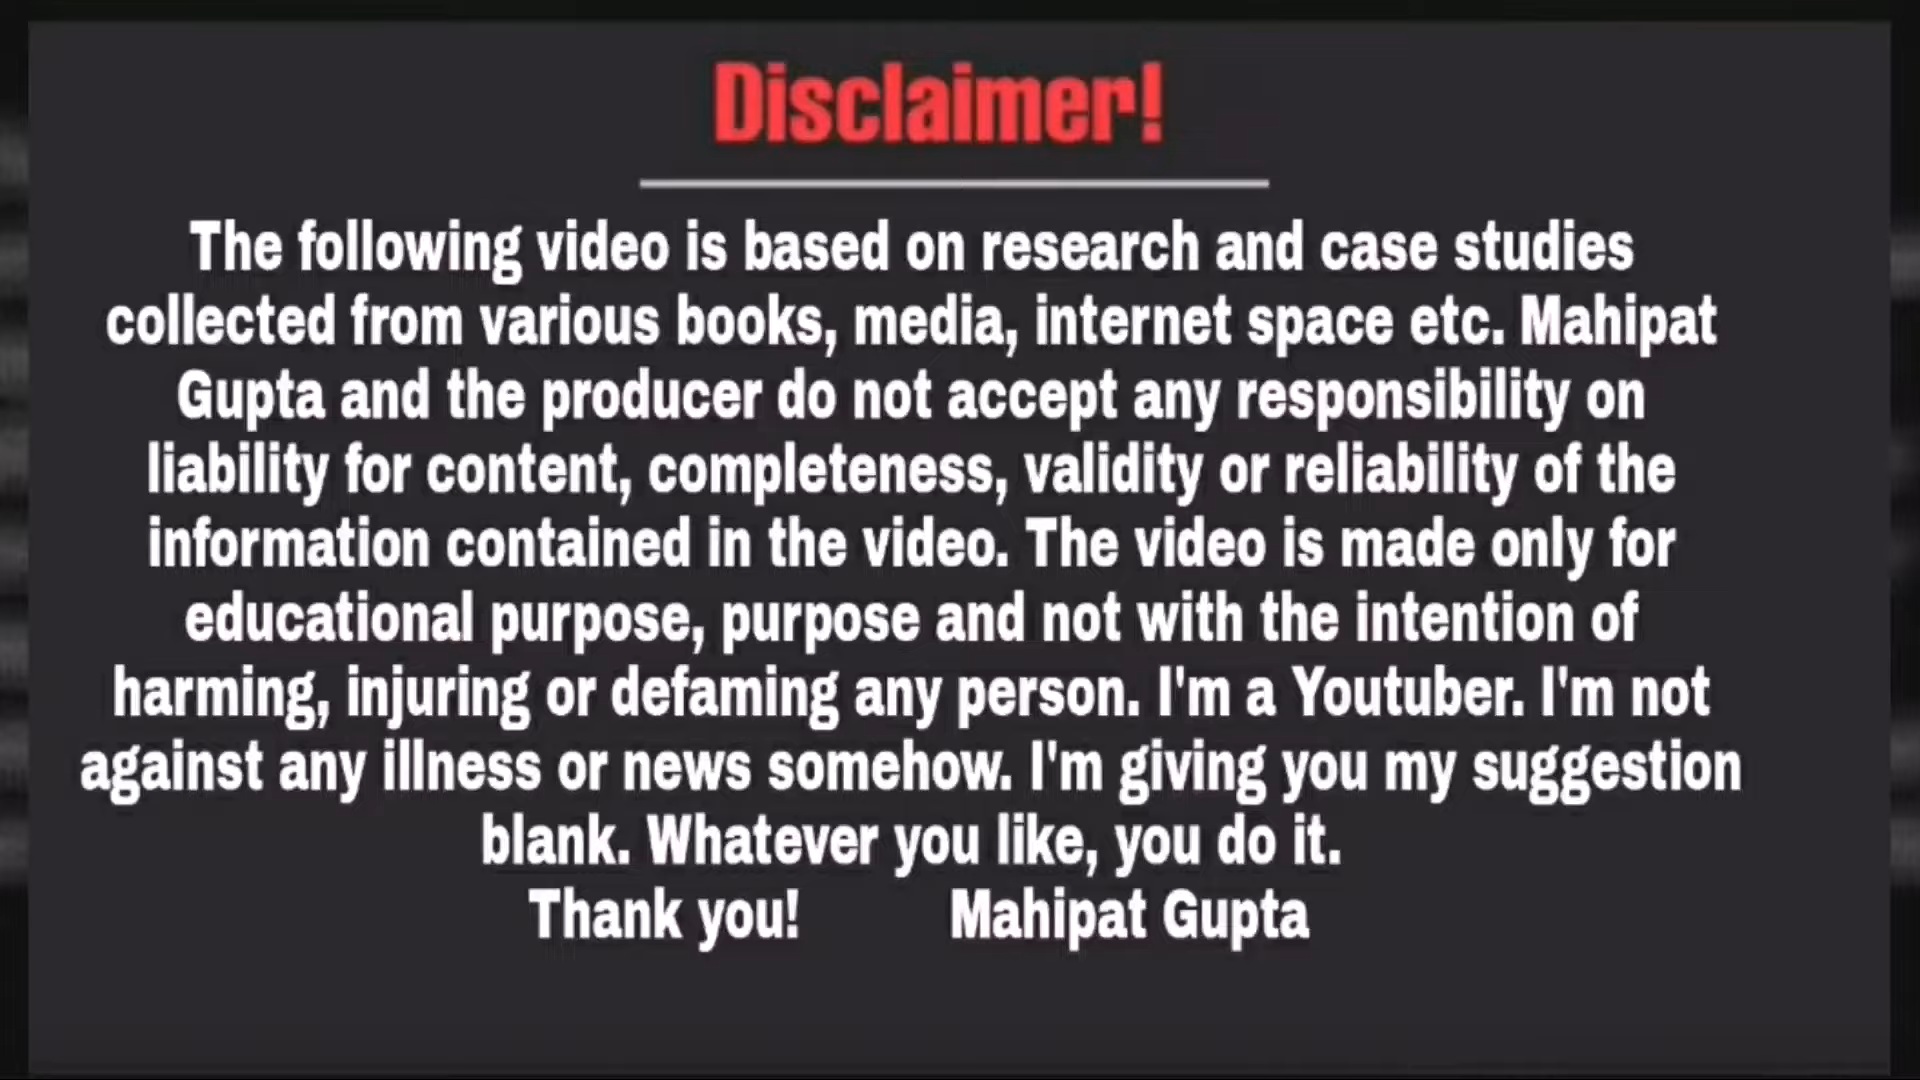 Disclaimer!
The following video is based on research and case studies
collected from various books, media, internet space etc. Mahipat
Gupta and the producer do not accept any responsibility on
liability for content, completeness, validity or reliability of the
information contained in the video. The video is made only for
educational purpose, purpose and not with the intention of
harming, injuring or defaming any person. I'm a Youtuber. I'm not
against any illness or news somehow. I'm giving you my suggestion
blank. Whatever you like, you do it.
Thank you! Mahipat Gupta